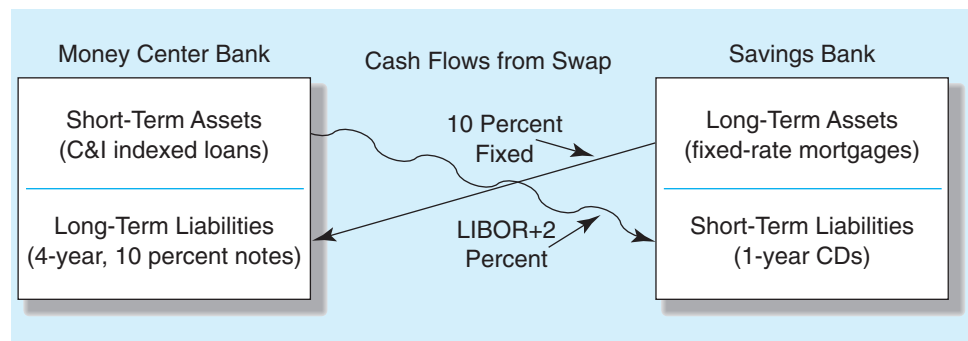 Money Center Bank
Cash Flows from Swap
Savings Bank
Short-Term Assets
(C&I indexed loans)
Long-Term Liabilities
(4-year, 10 percent notes)
10 Percent
Fixed
LIBOR+2
Percent
Long-Term Assets
(fixed-rate mortgages)
Short-Term Liabilities
(1-year CDs)